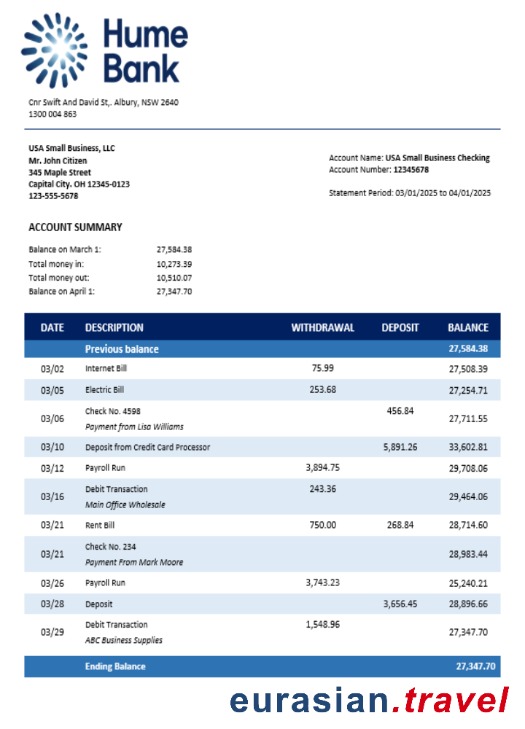 Hume
Bank
Cnr Swift And David St,. Albury, NSW 2640
1300 004 863
USA Small Business, LLC
Mr. John Citizen
345 Maple Street
Capital City. OH 12345-0123
123-555-5678
Account Name: USA Small Business Checking
Account Number: 12345678
Statement Period: 03/01/2025 to 04/01/2025
ACCOUNT SUMMARY
Balance on March 1: 27,584.38
Total money in: 10,273.39
Total money out: 10,510.07
Balance on April 1: 27,347.70
DATE DESCRIPTION WITHDRAWAL DEPOSIT BALANCE
Previous balance 27,584.38
03/02 Internet Bill 75.99 27,508.39
03/05 Electric Bill 253.68 27,254.71
03/06 Check No. 4598 456.84 27,711.55
Payment from Lisa Williams
03/10 Deposit from Credit Card Processor 5,891.26 33,602.81
03/12 Payroll Run 3,894.75 29,708.06
03/16 Debit Transaction 243.36 29,464.06
Main Office Wholesale
03/21 Rent Bill 750.00 268.84 28,714.60
03/21 Check No. 234 28,983.44
Payment From Mark Moore
03/26 Payroll Run 3,743.23 25,240.21
03/28 Deposit 3,656.45 28,896.66
03/29 Debit Transaction 1,548.96 27,347.70
ABC Business Supplies
Ending Balance 27,347.70
eurasian.travel